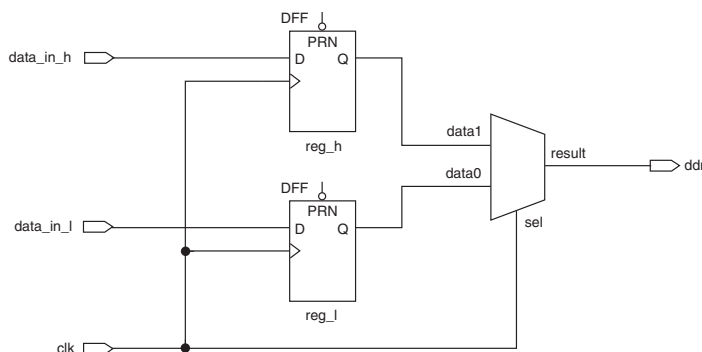 DFF
PRN
data_in_h
D
Q
reg_h
data1
result
data0
DFF
PRN
data_in_l
D
Q
sel
reg_l
clk